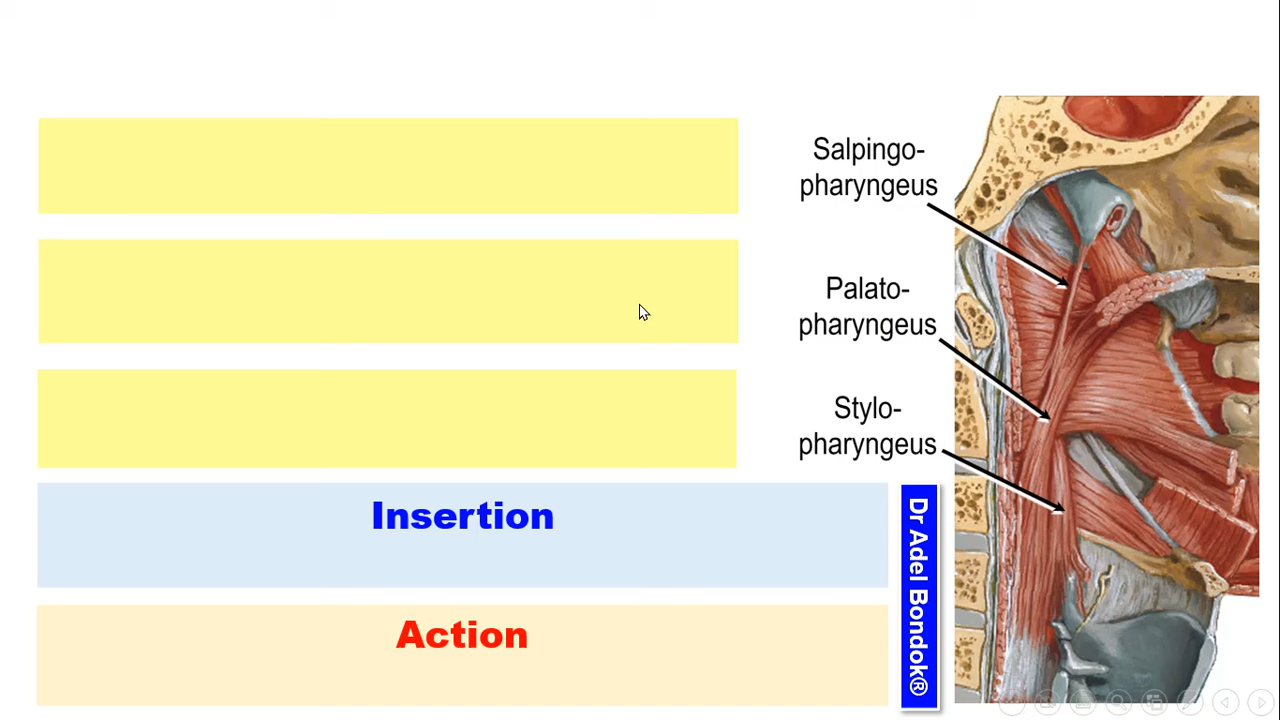 Salpingo-
pharyngeus
Palato-
pharyngeus
Stylo-
pharyngeus
Insertion
Action
Dr Adel Bondok®